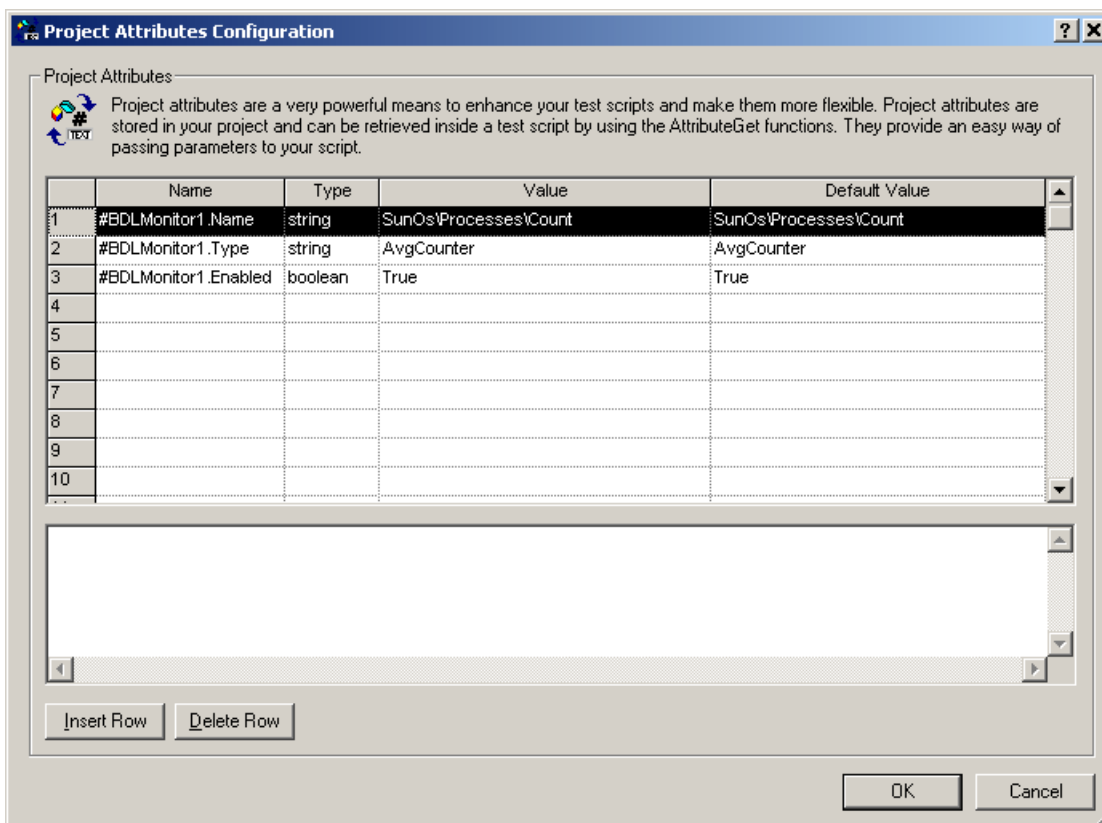 Project Attributes Configuration
Project Attributes
Project attributes are a very powerful means to enhance your test scripts and make them more flexible. Project attributes are
stored in your project and can be retrieved inside a test script by using the AttributeGet functions. They provide an easy way of
passing parameters to your script.
Name Type Value Default Value
1 #BDLMonitor1.Name string SunOs\Processes\Count SunOs\Processes\Count
2 #BDLMonitor1.Type string AvgCounter AvgCounter
3 #BDLMonitor1.Enabled boolean True True
4
5
6
7
8
9
10
Insert Row Delete Row
OK Cancel